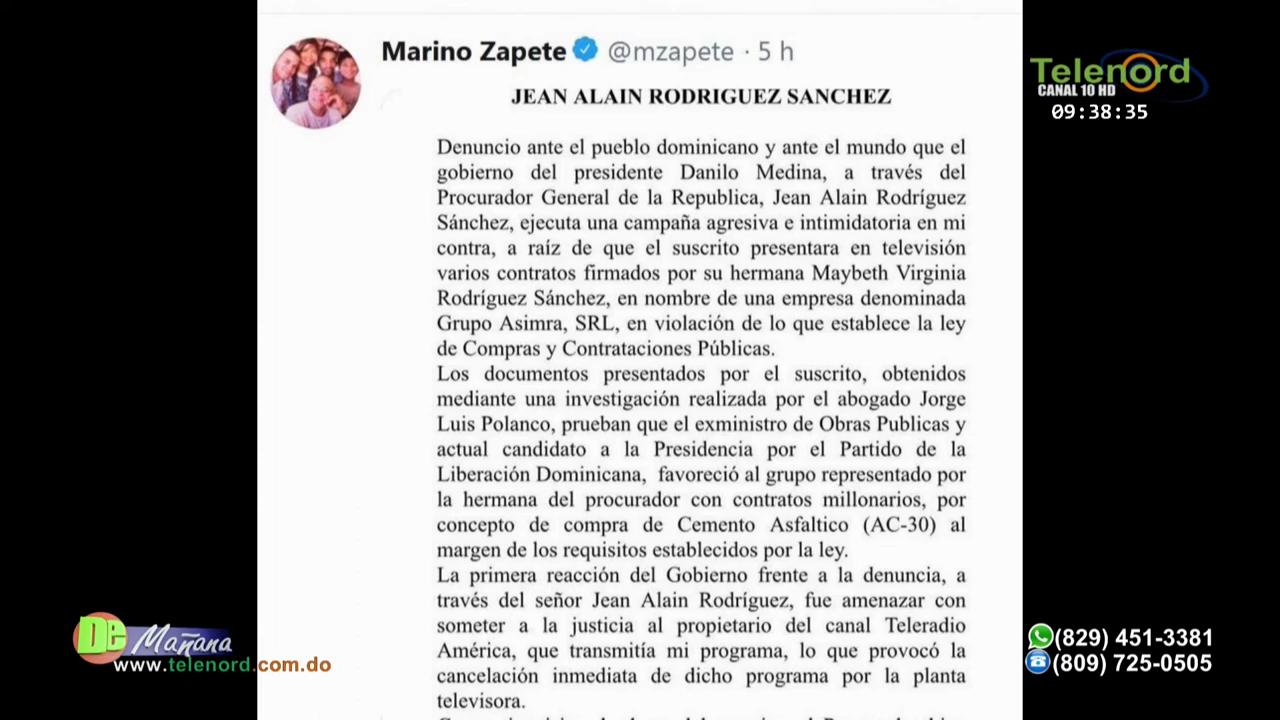 Marino Zapete @mzapete · 5 h
JEAN ALAIN RODRIGUEZ SANCHEZ
Denuncio ante el pueblo dominicano y ante el mundo que el
gobierno del presidente Danilo Medina, a través del
Procurador General de la Republica, Jean Alain Rodríguez
Sánchez, ejecuta una campaña agresiva e intimidatoria en mi
contra, a raíz de que el suscrito presentara en televisión
varios contratos firmados por su hermana Maybeth Virginia
Rodríguez Sánchez, en nombre de una empresa denominada
Grupo Asimra, SRL, en violación de lo que establece la ley
de Compras y Contrataciones Públicas.
Los documentos presentados por el suscrito, obtenidos
mediante una investigación realizada por el abogado Jorge
Luis Polanco, prueban que el exministro de Obras Publicas y
actual candidato a la Presidencia por el Partido de la
Liberación Dominicana, favoreció al grupo representado por
la hermana del procurador con contratos millonarios, por
concepto de compra de Cemento Asfaltico (AC-30) al
margen de los requisitos establecidos por la ley.
La primera reacción del Gobierno frente a la denuncia, a
través del señor Jean Alain Rodríguez, fue amenazar con
someter a la justicia al propietario del canal Teleradio
América, que transmitía mi programa, lo que provocó la
cancelación inmediata de dicho programa por la planta
televisora.
Telenord
CANAL 10 HD
09:38:35
De Mañana
www.telenord.com.do
(829) 451-3381
(809) 725-0505